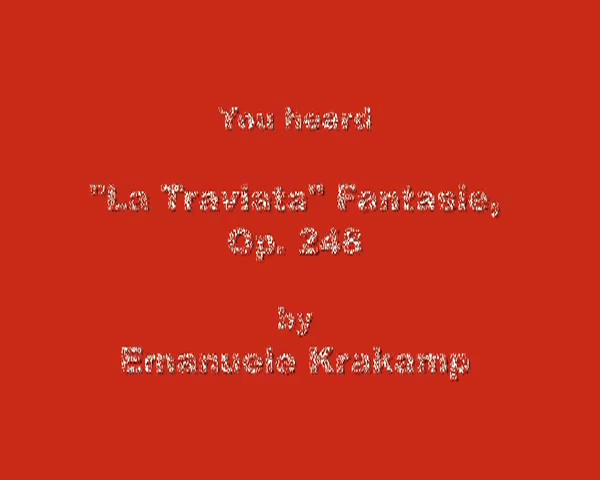 You heard
"La Traviata" Fantasie,
Op. 248
by
Emanuele Krakamp